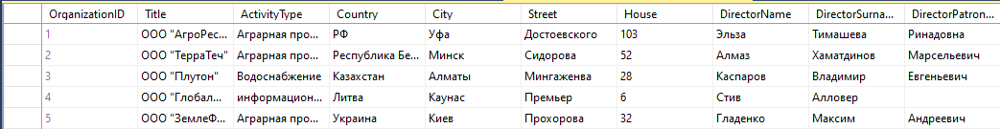 OrganizationID Title ActivityType Country City Street House DirectorName DirectorSurna... DirectorPatron...
1 ООО "АгроРес... Аграрная про... РФ Уфа Достоевского 103 Эльза Тимашева Ринадовна
2 ООО "ТерраТеч" Аграрная про... Республика Бе... Минск Сидорова 52 Алмаз Хаматдинов Марсельевич
3 ООО "Плутон" Водоснабжение Казахстан Алматы Мингаженва 28 Каспаров Владимир Евгеньевич
4 ООО "Глобал... информацион... Литва Каунас Премьер 6 Стив Алловер
5 ООО "ЗемлеФ... Аграрная про... Украина Киев Прохорова 32 Гладенко Максим Андреевич